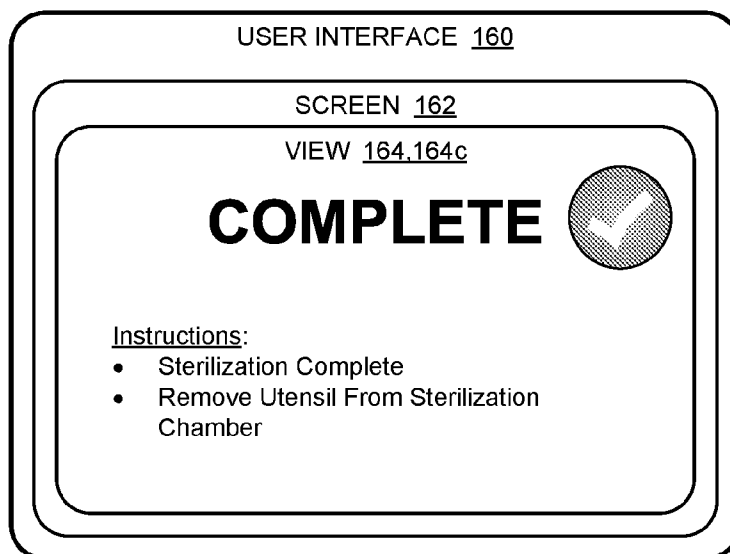 USER INTERFACE 160
SCREEN 162
VIEW 164,164c
COMPLETE
Instructions:
• Sterilization Complete
• Remove Utensil From Sterilization
Chamber